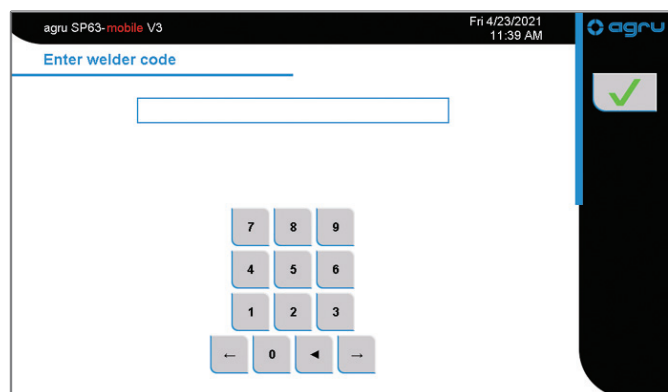 agru SP63-mobile V3
Fri 4/23/2021
11:39 AM
agru
Enter welder code
7 8 9
4 5 6
1 2 3
← 0 ◄ →